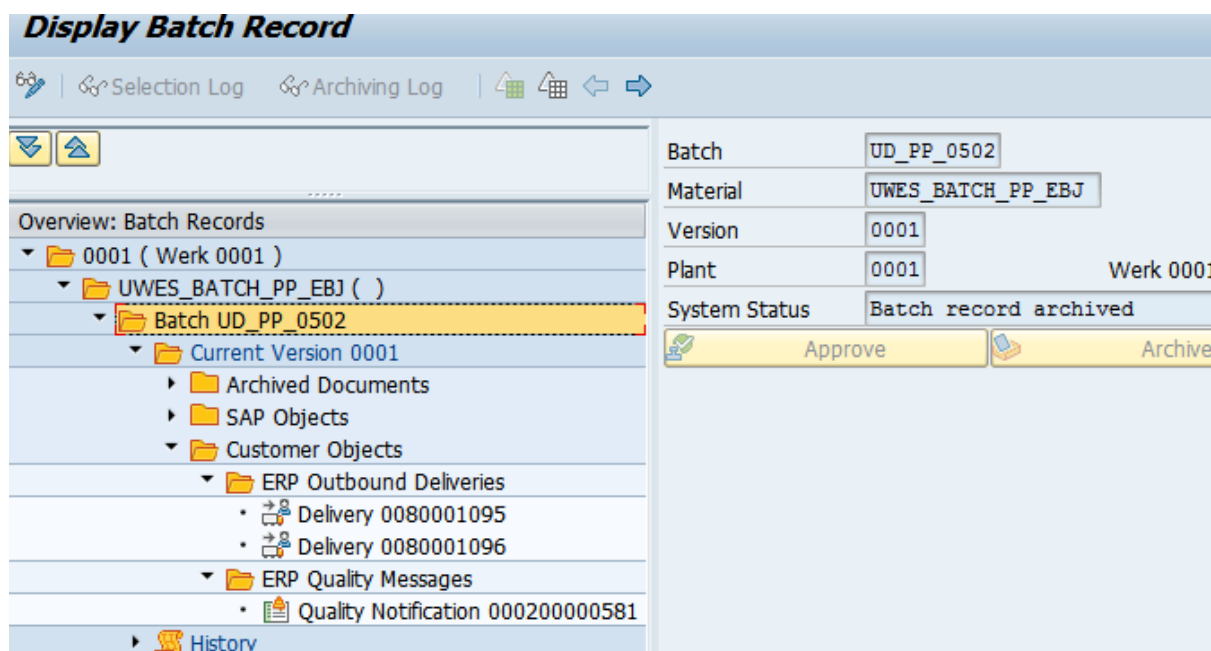 Display Batch Record
Selection Log Archiving Log
Overview: Batch Records
0001 ( Werk 0001 )
UWES_BATCH_PP_EBJ ( )
Batch UD_PP_0502
Current Version 0001
Archived Documents
SAP Objects
Customer Objects
ERP Outbound Deliveries
Delivery 0080001095
Delivery 0080001096
ERP Quality Messages
Quality Notification 000200000581
History
Batch UD_PP_0502
Material UWES_BATCH_PP_EBJ
Version 0001
Plant 0001 Werk 0001
System Status Batch record archived
Approve Archive